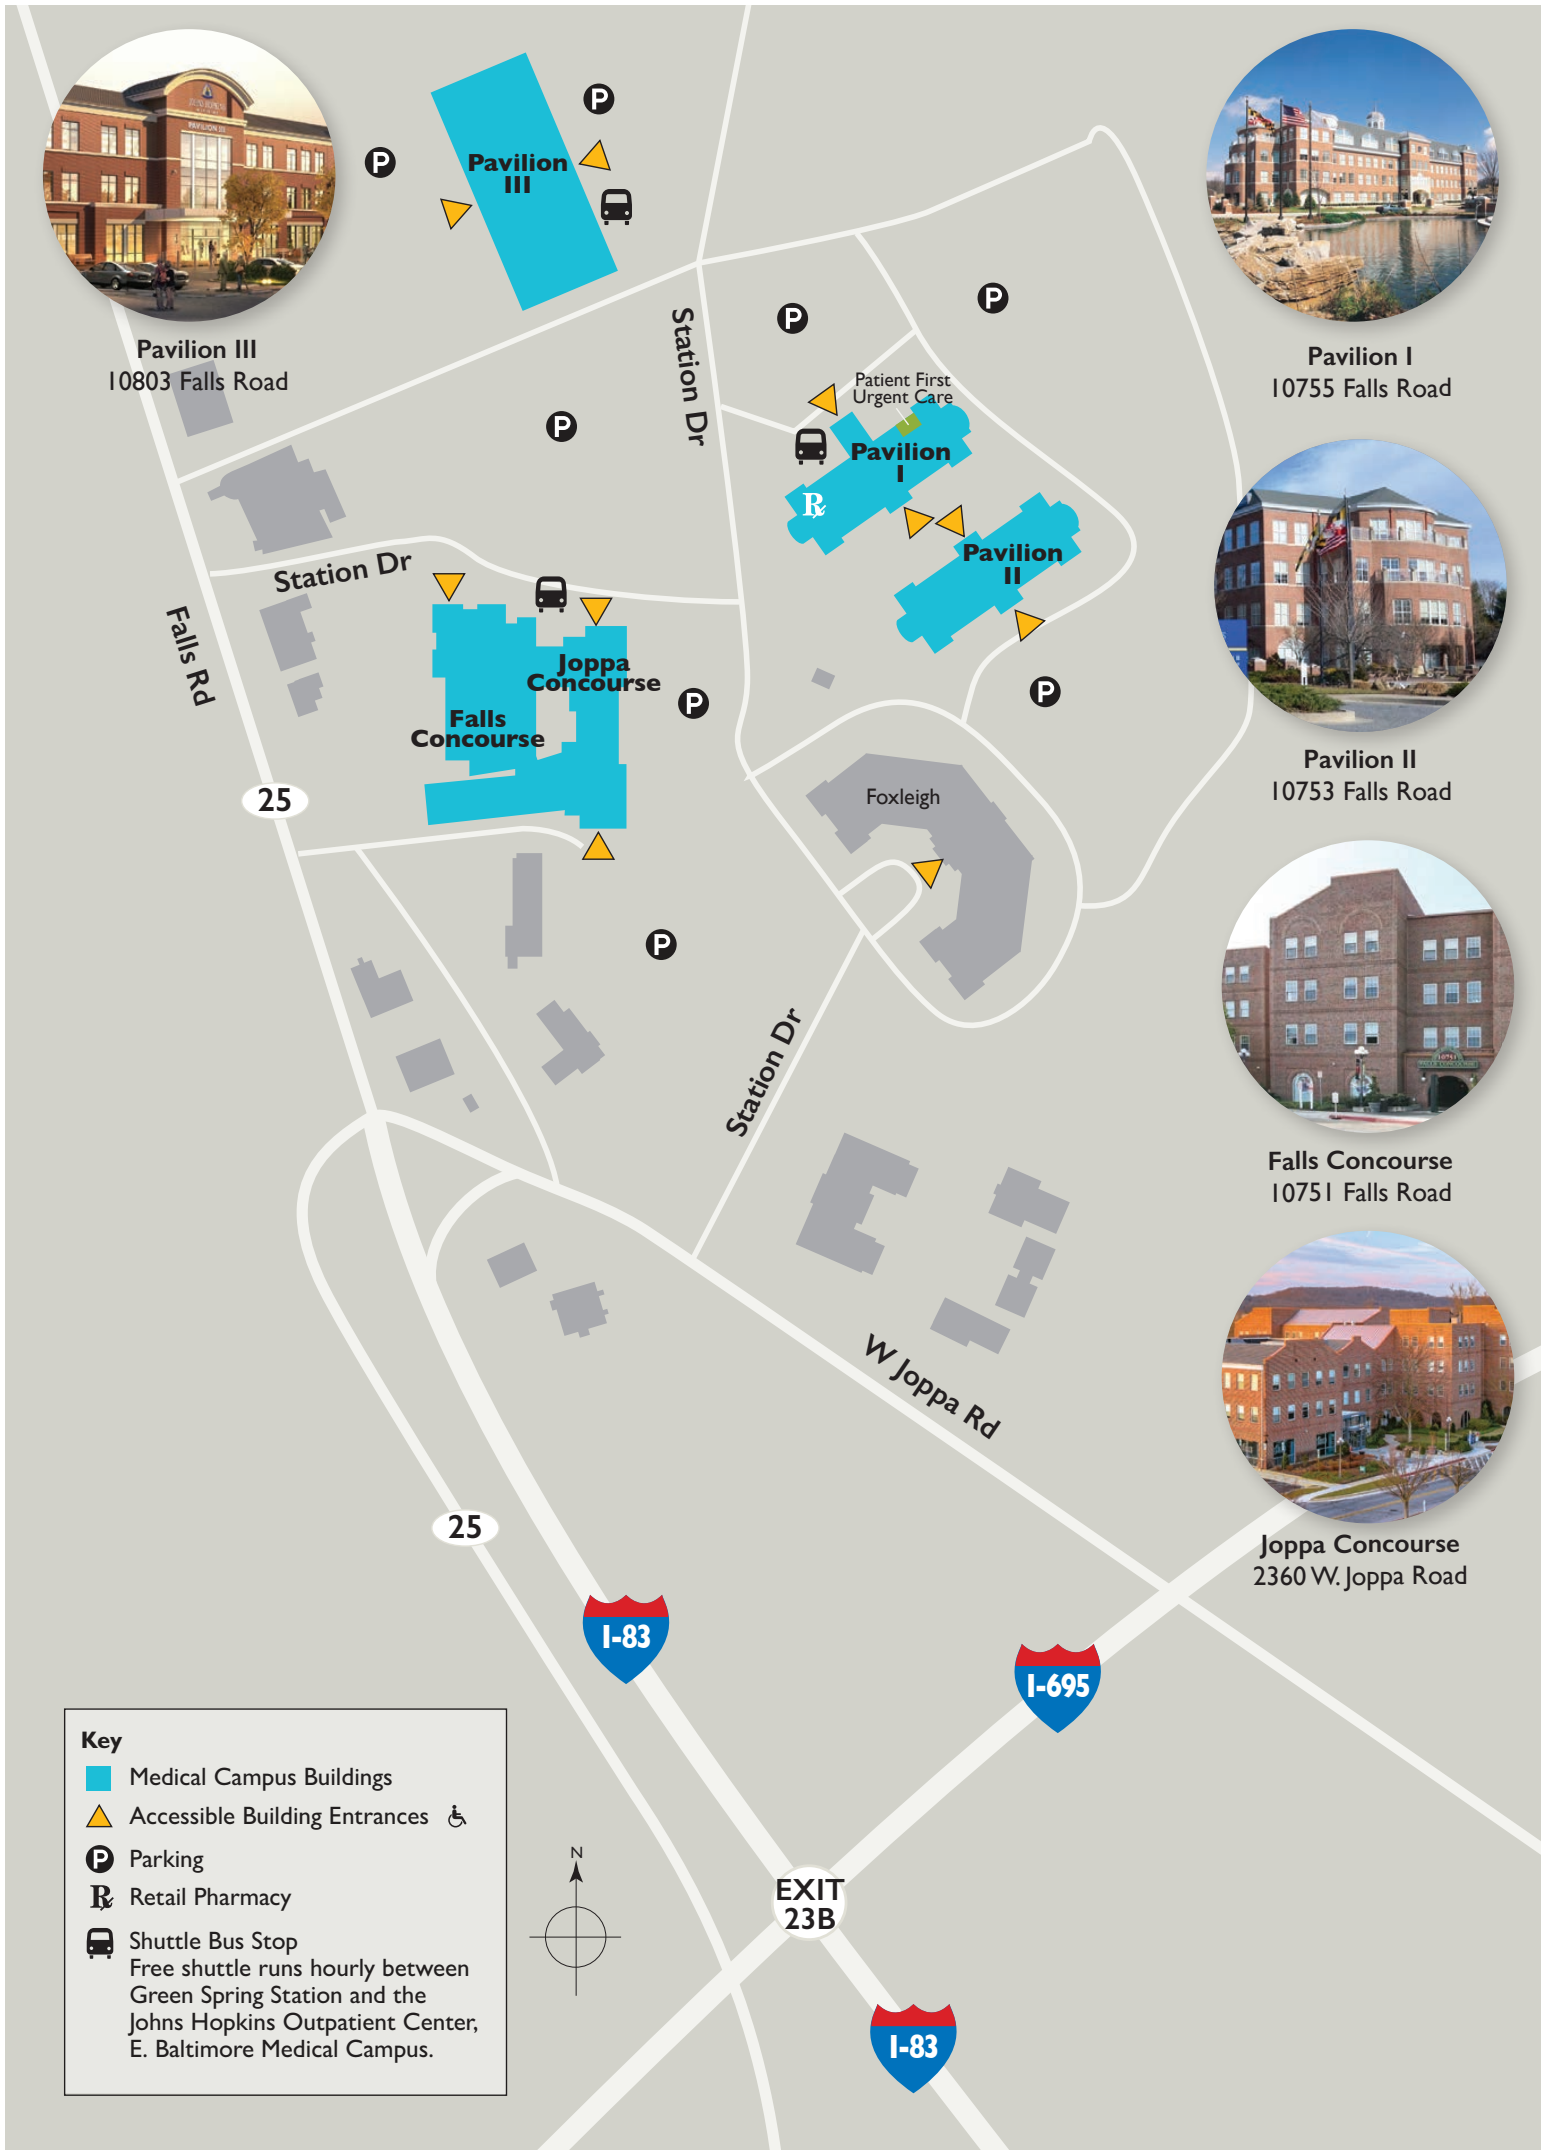 PAVILION III
Pavilion III
10803 Falls Road
P
P
Pavilion
III
Station Dr
P
P
P
Patient First
Urgent Care
Pavilion
I
R
Pavilion
II
P
Pavilion I
10755 Falls Road
Pavilion II
10753 Falls Road
Station Dr
Falls Rd
Joppa
Concourse
Falls
Concourse
P
25
Foxleigh
P
Station Dr
10751
Falls Concourse
10751 Falls Road
W Joppa Rd
Joppa Concourse
2360 W. Joppa Road
25
I-83
I-695
EXIT
23B
I-83
N
Key
Medical Campus Buildings
Accessible Building Entrances
P Parking
R Retail Pharmacy
Shuttle Bus Stop
Free shuttle runs hourly between
Green Spring Station and the
Johns Hopkins Outpatient Center,
E. Baltimore Medical Campus.